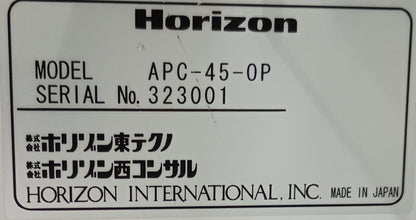 Horizon
MODEL APC-45-OP
SERIAL No. 323001
株式会社 ホリゾン東テクノ
株式会社 ホリゾン西コンサル
HORIZON INTERNATIONAL, INC. MADE IN JAPAN